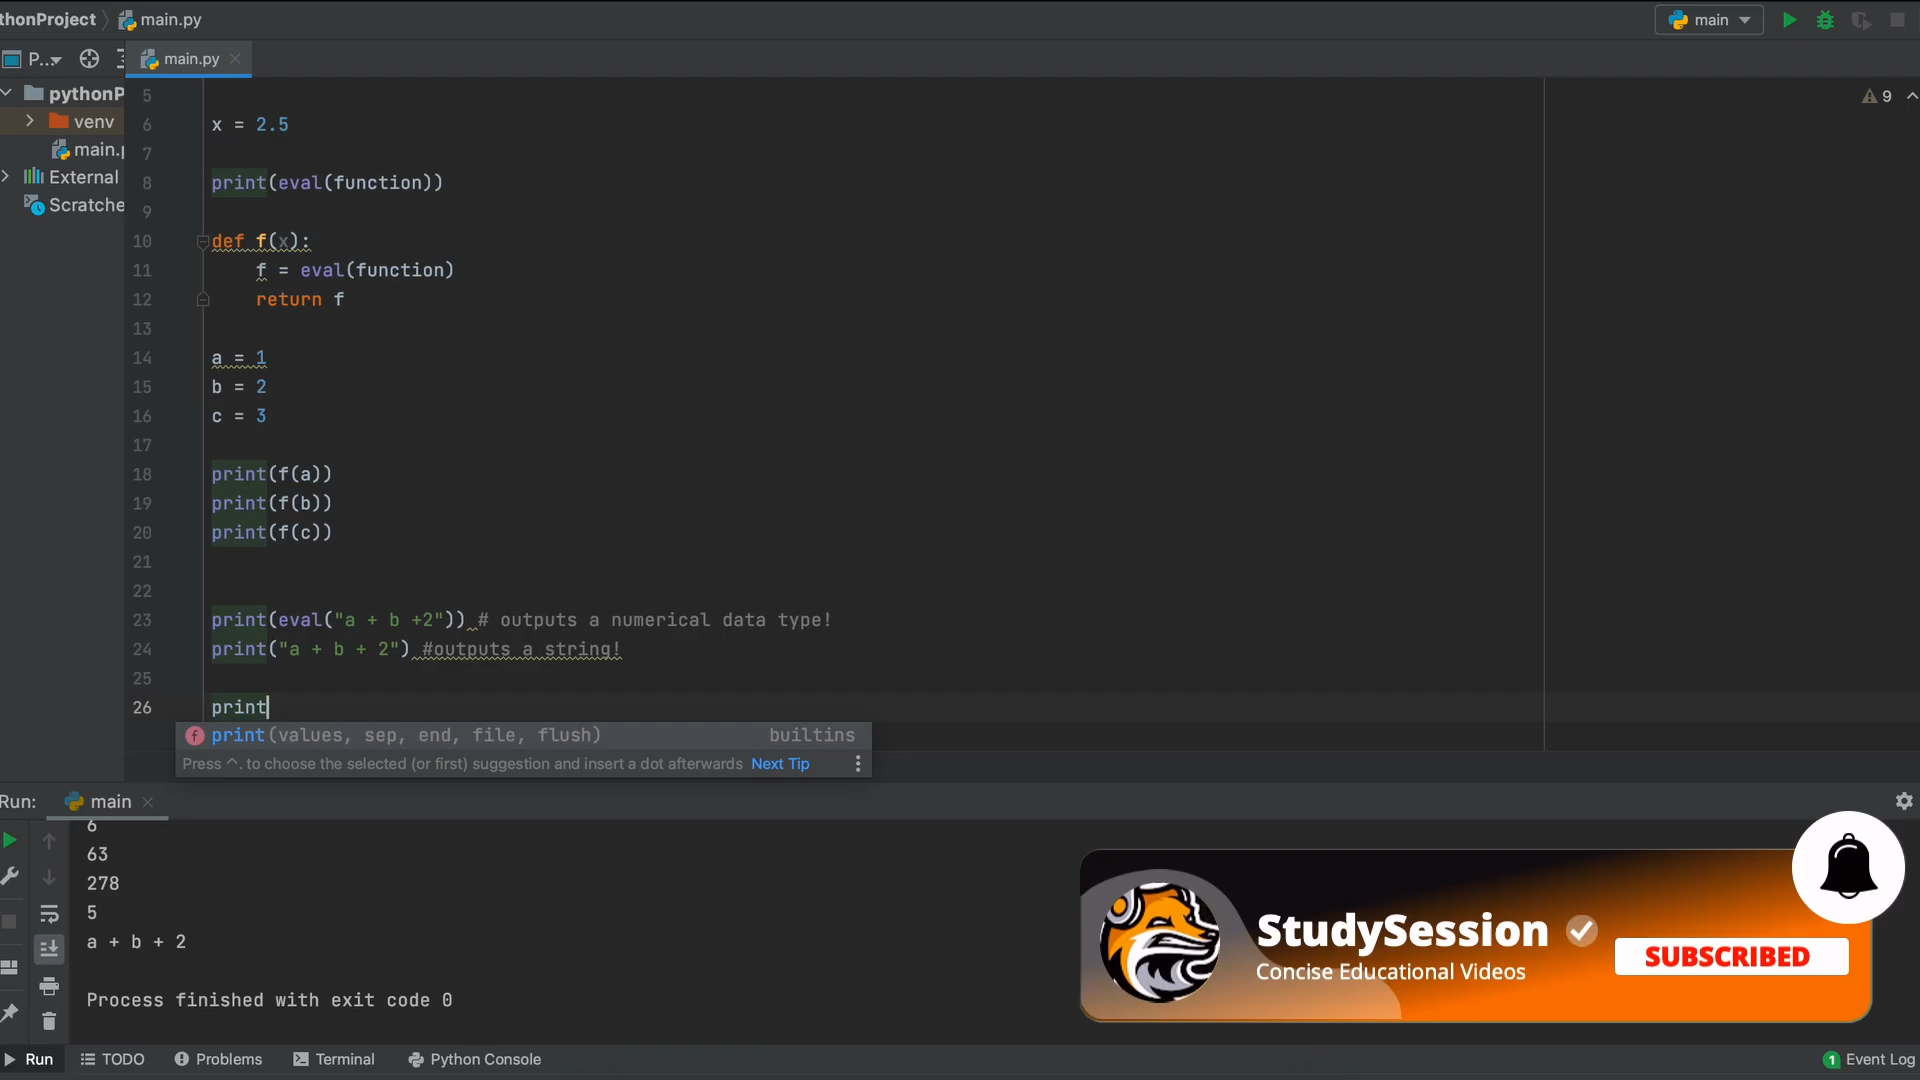 thonProject
main.py
main
P...
main.py
9
pythonP
venv
main.p
External
Scratche
5
6 x = 2.5
7
8 print(eval(function))
9
10 def f(x):
11 f = eval(function)
12 return f
13
14 a = 1
15 b = 2
16 c = 3
17
18 print(f(a))
19 print(f(b))
20 print(f(c))
21
22
23 print(eval("a + b +2")) # outputs a numerical data type!
24 print("a + b + 2") #outputs a string!
25
26 print
f print(values, sep, end, file, flush) builtins
Press ^. to choose the selected (or first) suggestion and insert a dot afterwards Next Tip
Run: main
6
63
278
5
a + b + 2
Process finished with exit code 0
StudySession
Concise Educational Videos
SUBSCRIBED
Run TODO Problems Terminal Python Console 1 Event Log